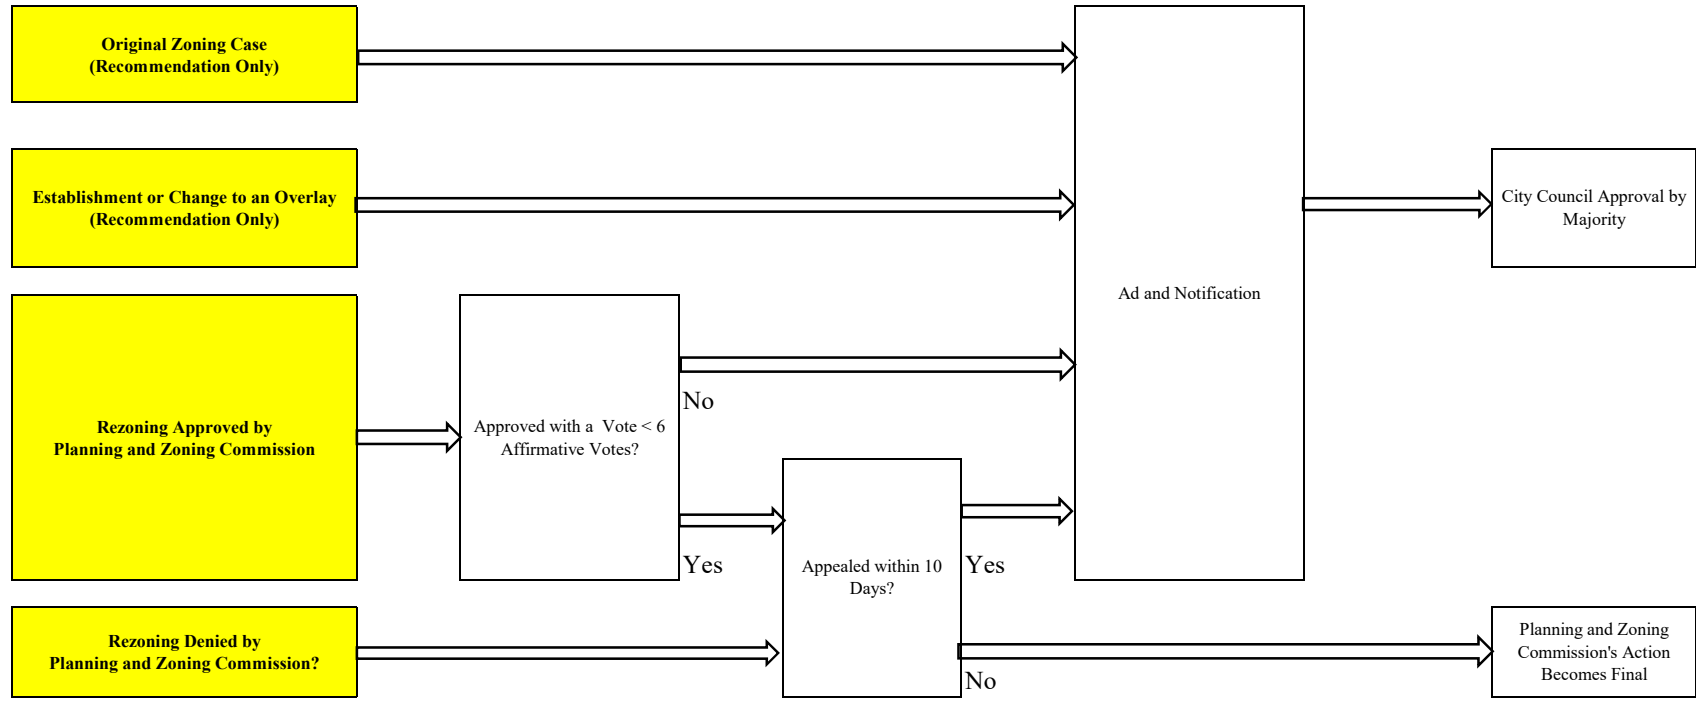 Original Zoning Case
(Recommendation Only)
Establishment or Change to an Overlay
(Recommendation Only)
City Council Approval by
Majority
Ad and Notification
No
Rezoning Approved by
Planning and Zoning Commission
Approved with a  Vote < 6
Affirmative Votes?
Yes
Appealed within 10
Days?
Yes
Rezoning Denied by
Planning and Zoning Commission?
No
Planning and Zoning
Commission's Action
Becomes Final